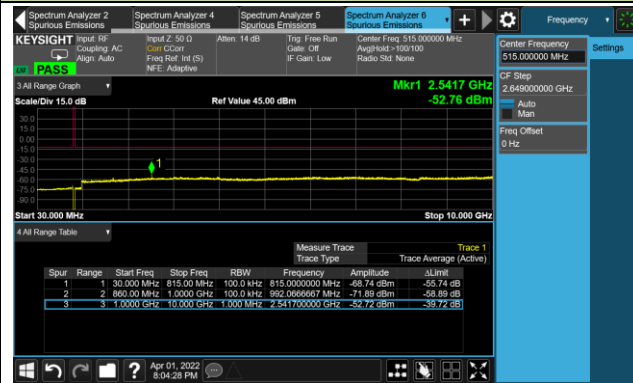 Spectrum Analyzer 2
Spurious Emissions
Spectrum Analyzer 4
Spurious Emissions
Spectrum Analyzer 5
Spurious Emissions
Spectrum Analyzer 6
Spurious Emissions
Frequency
KEYSIGHT
Input: RF
Coupling: AC
Align: Auto
Input Z: 50 Ω
Corr CCorr
Freq Ref: Int (S)
NFE: Adaptive
Atten: 14 dB
Trig: Free Run
Gate: Off
IF Gain: Low
Center Freq: 515.000000 MHz
Avg|Hold:>100/100
Radio Std: None
PASS
Center Frequency
515.000000 MHz
Settings
CF Step
2.649000000 GHz
Auto
Man
Freq Offset
0 Hz
3 All Range Graph
Mkr1 2.5417 GHz
Scale/Div 15.0 dB
Ref Value 45.00 dBm
-52.76 dBm
30.0
15.0
0.00
-15.0
-30.0
-45.0
-60.0
-75.0
-90.0
1
Start 30.000 MHz
Stop 10.000 GHz
4 All Range Table
Measure Trace Trace 1
Trace Type Trace Average (Active)
Spur Range Start Freq Stop Freq RBW Frequency Amplitude ΔLimit
1 1 30.000 MHz 815.00 MHz 100.0 kHz 815.0000000 MHz -68.74 dBm -55.74 dB
2 2 860.00 MHz 1.0000 GHz 100.0 kHz 992.0666667 MHz -71.89 dBm -58.89 dB
3 3 1.0000 GHz 10.000 GHz 1.000 MHz 2.541700000 GHz -52.72 dBm -39.72 dB
Apr 01, 2022
8:04:28 PM